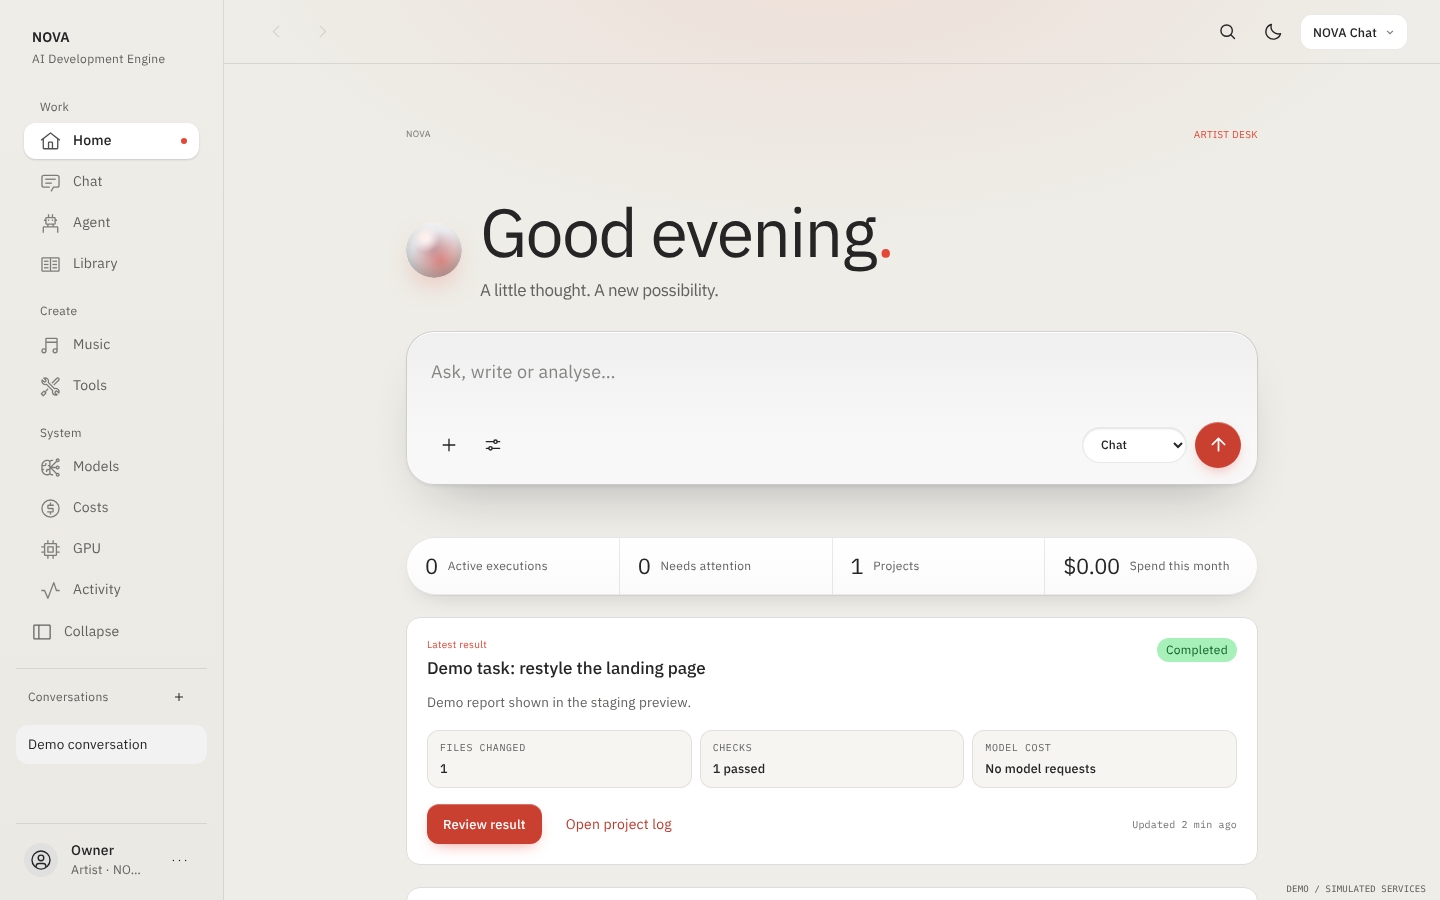 NOVA
AI Development Engine
Work
Home
Chat
Agent
Library
Create
Music
Tools
System
Models
Costs
GPU
Activity
Collapse
Conversations
Demo conversation
Owner
Artist · NO...
NOVA Chat
NOVA
ARTIST DESK
Good evening.
A little thought. A new possibility.
Ask, write or analyse...
Chat
0 Active executions
0 Needs attention
1 Projects
$0.00 Spend this month
Latest result
Completed
Demo task: restyle the landing page
Demo report shown in the staging preview.
FILES CHANGED
1
CHECKS
1 passed
MODEL COST
No model requests
Review result
Open project log
Updated 2 min ago
DEMO / SIMULATED SERVICES